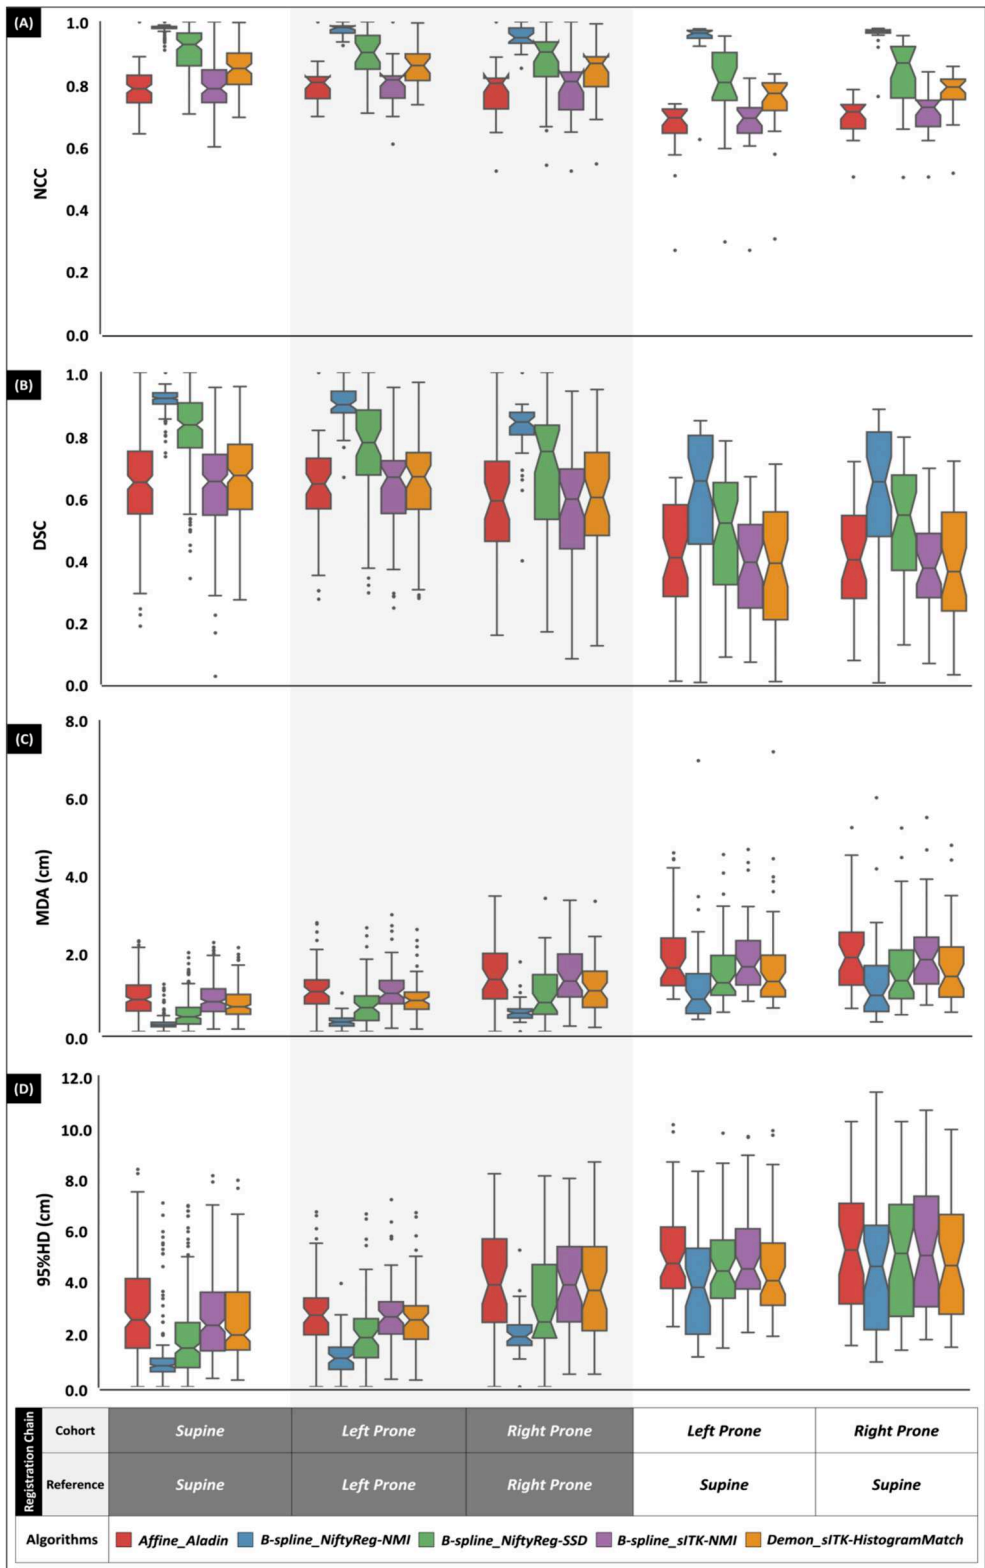 (A)
1.0
0.8
0.6
0.4
0.2
0.0
NCC
(B)
1.0
0.8
0.6
0.4
0.2
0.0
DSC
(C)
8.0
6.0
4.0
2.0
0.0
MDA (cm)
(D)
12.0
10.0
8.0
6.0
4.0
2.0
0.0
95%HD (cm)
Registration Chain
Cohort Supine Left Prone Right Prone Left Prone Right Prone
Reference Supine Left Prone Right Prone Supine Supine
Algorithms Affine_Aladin B-spline_NiftyReg-NMI B-spline_NiftyReg-SSD B-spline_sITK-NMI Demon_sITK-HistogramMatch